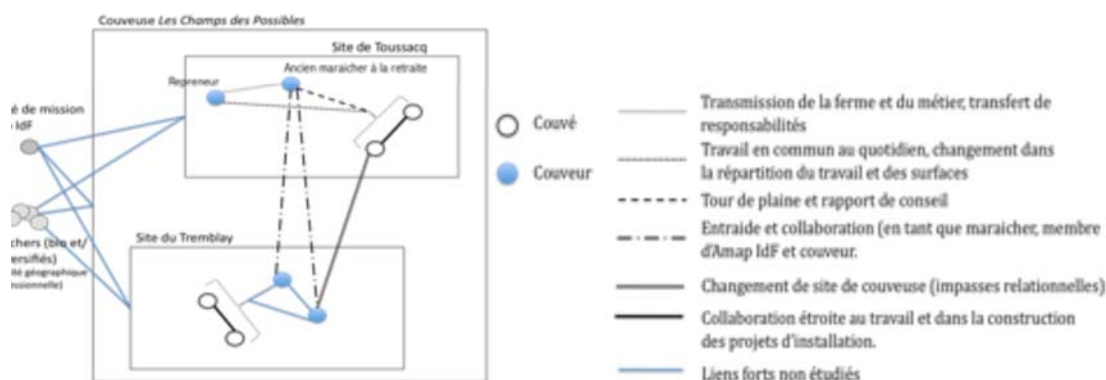 Couveuse Les Champs des Possibles
Site de Toussacq
Ancien maraicher à la retraite
Repreneur
é de mission
IdF
chers (bio et/
ersifiés)
ité géographique
essionnelle)
Site du Tremblay
Couvé
Couveur
Transmission de la ferme et du métier, transfert de
responsabilités
Travail en commun au quotidien, changement dans
la répartition du travail et des surfaces
Tour de plaine et rapport de conseil
Entraide et collaboration (en tant que maraicher, membre
d'Amap IdF et couveur.
Changement de site de couveuse (impasses relationnelles)
Collaboration étroite au travail et dans la construction
des projets d'installation.
Liens forts non étudiés